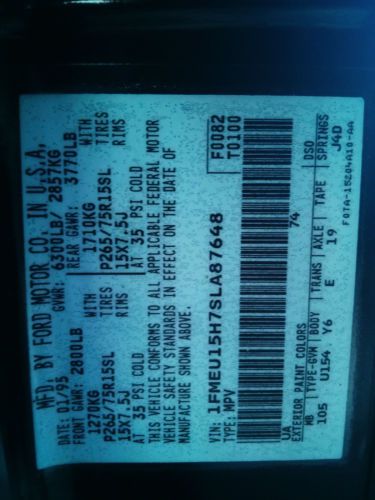 MFD. BY FORD MOTOR CO. IN U.S.A.
DATE: 01/95 GVWR: 6300LB/ 2857KG
FRONT GAWR: 2800LB REAR GAWR: 3770LB
1270KG WITH 1710KG WITH
P265/75R15SL TIRES P265/75R15SL TIRES
15X7.5J RIMS 15X7.5J RIMS
AT 35 PSI COLD AT 35 PSI COLD
THIS VEHICLE CONFORMS TO ALL APPLICABLE FEDERAL MOTOR
VEHICLE SAFETY STANDARDS IN EFFECT ON THE DATE OF
MANUFACTURE SHOWN ABOVE.
F0082
T0100
VIN: 1FMEU15H7SLA87648
TYPE: MPV
UA 74
EXTERIOR PAINT COLORS DSO
WB TYPE-GVW BODY TRANS AXLE TAPE SPRINGS
105 U154 Y6 E 19 J4D
F0TA-15204A10-AA